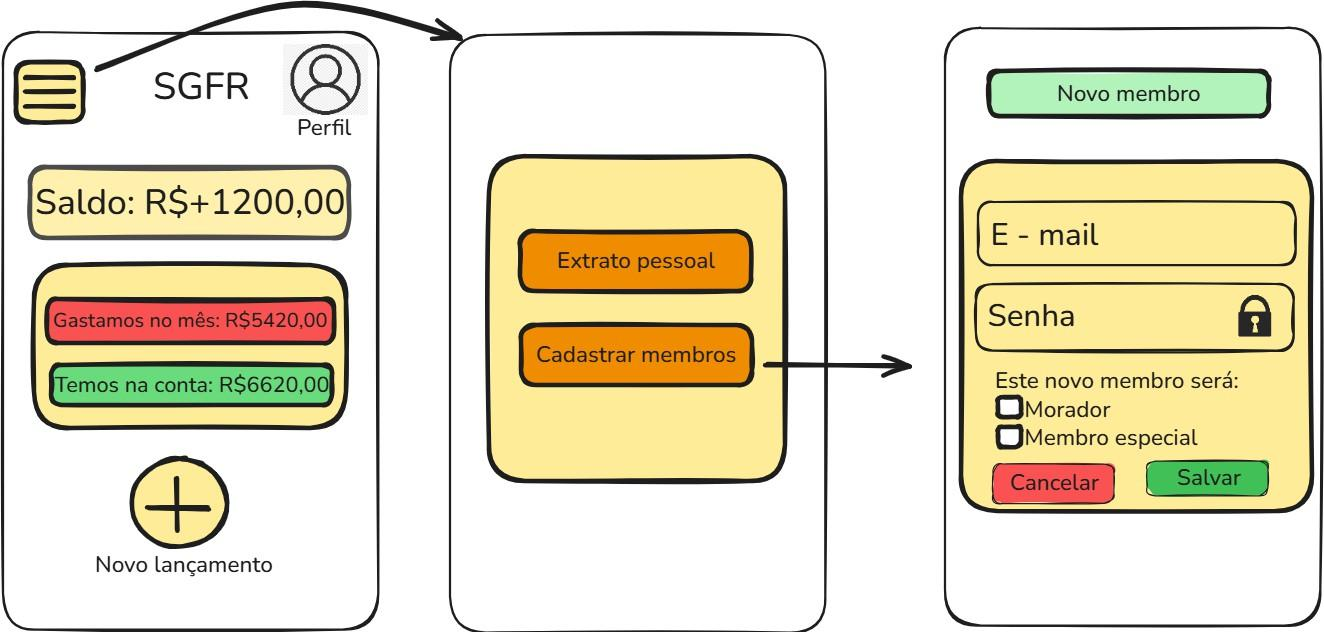 SGFR
Perfil
Saldo: R$+1200,00
Gastamos no mês: R$5420,00
Temos na conta: R$6620,00
Novo lançamento
Extrato pessoal
Cadastrar membros
Novo membro
E - mail
Senha
Este novo membro será:
Morador
Membro especial
Cancelar
Salvar